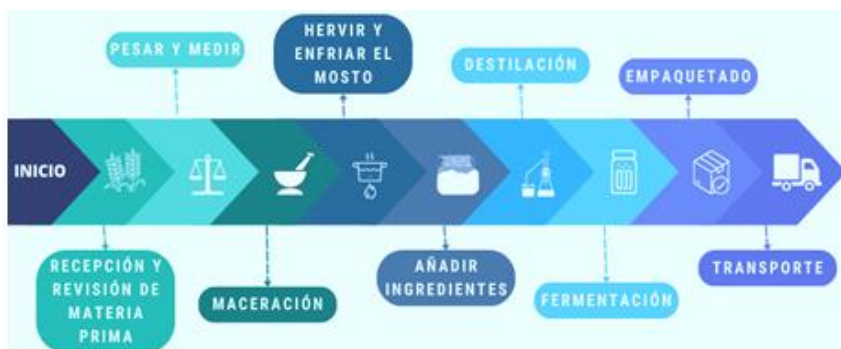 PESAR Y MEDIR
HERVIR Y
ENFRIAR EL
MOSTO
DESTILACIÓN
EMPAQUETADO
INICIO
RECEPCIÓN Y
REVISIÓN DE
MATERIA
PRIMA
MACERACIÓN
AÑADIR
INGREDIENTES
FERMENTACIÓN
TRANSPORTE